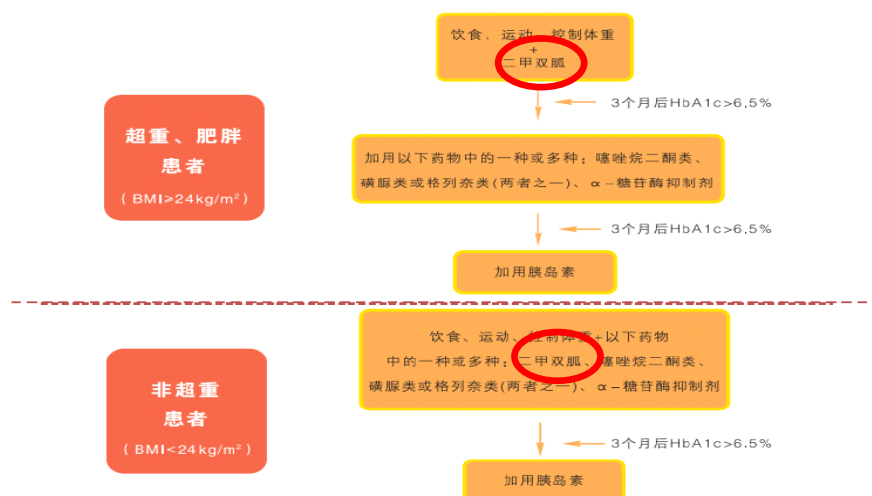 饮食、运动、控制体重
+
二甲双胍
3个月后HbA1c>6.5%
超重、肥胖
患者
（BMI≥24kg/m²）
加用以下药物中的一种或多种：噻唑烷二酮类、
磺脲类或格列奈类(两者之一)、α-糖苷酶抑制剂
3个月后HbA1c>6.5%
加用胰岛素
饮食、运动、控制体重+以下药物
中的一种或多种：二甲双胍、噻唑烷二酮类、
磺脲类或格列奈类(两者之一)、α-糖苷酶抑制剂
非超重
患者
（BMI<24kg/m²）
3个月后HbA1c>6.5%
加用胰岛素